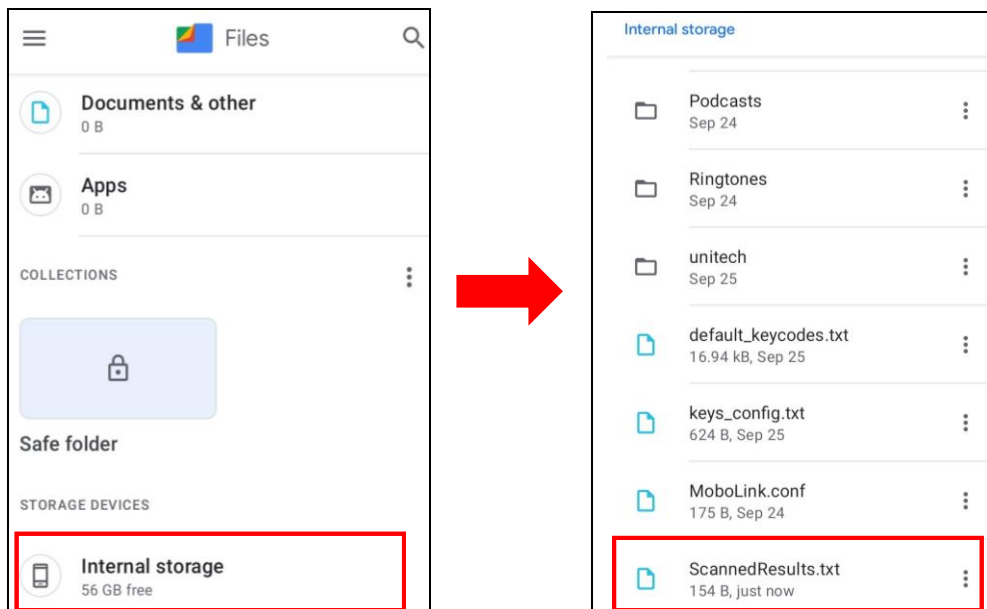 Files
Documents & other
0 B
Apps
0 B
COLLECTIONS
Safe folder
STORAGE DEVICES
Internal storage
56 GB free
Internal storage
Podcasts
Sep 24
Ringtones
Sep 24
unitech
Sep 25
default_keycodes.txt
16.94 kB, Sep 25
keys_config.txt
624 B, Sep 25
MoboLink.conf
175 B, Sep 24
ScannedResults.txt
154 B, just now